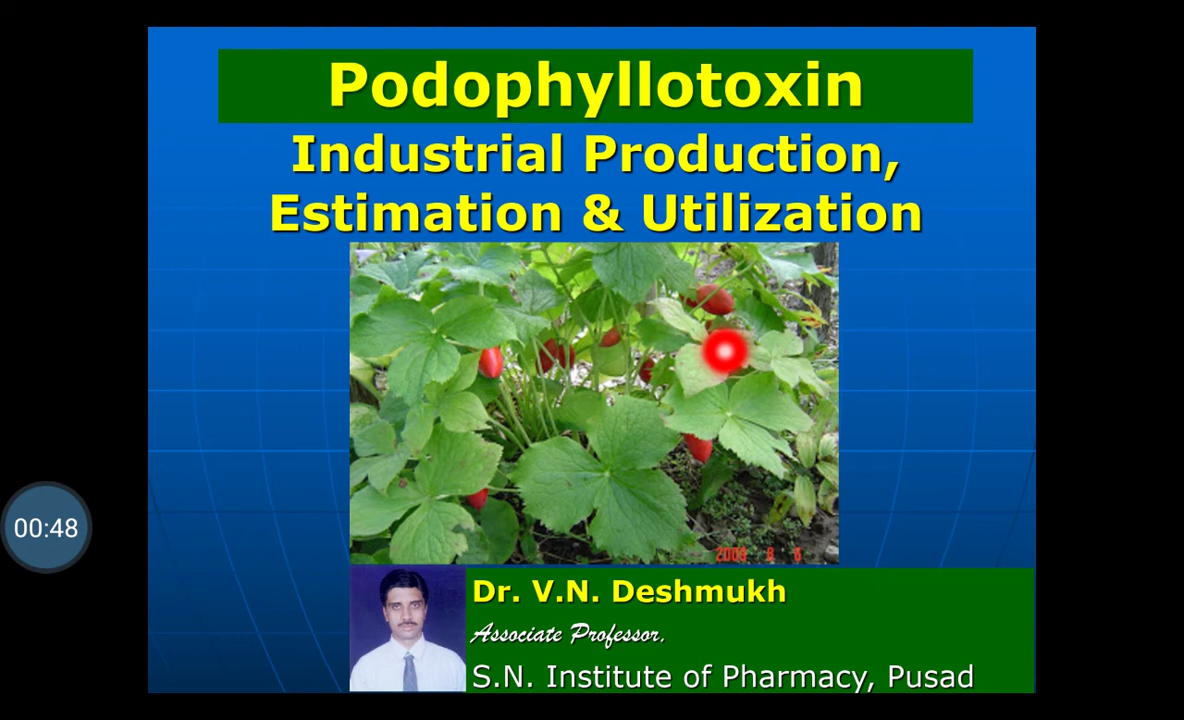 Podophyllotoxin
Industrial Production,
Estimation & Utilization
2009 8 6
00:48
Dr. V.N. Deshmukh
Associate Professor,
S.N. Institute of Pharmacy, Pusad